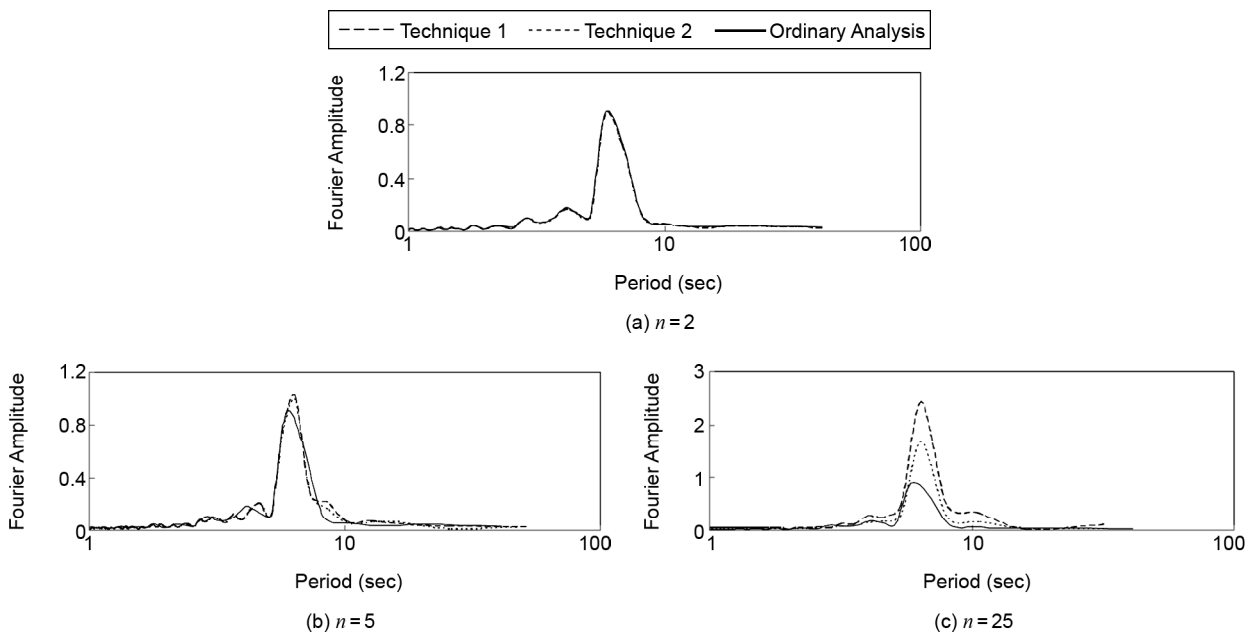 Technique 1 Technique 2 Ordinary Analysis
Fourier Amplitude
1.2
0.8
0.4
0
1 10 100
Period (sec)
(a) n = 2
Fourier Amplitude
1.2
0.8
0.4
0
1 10 100
Period (sec)
(b) n = 5
Fourier Amplitude
3
2
1
0
1 10 100
Period (sec)
(c) n = 25